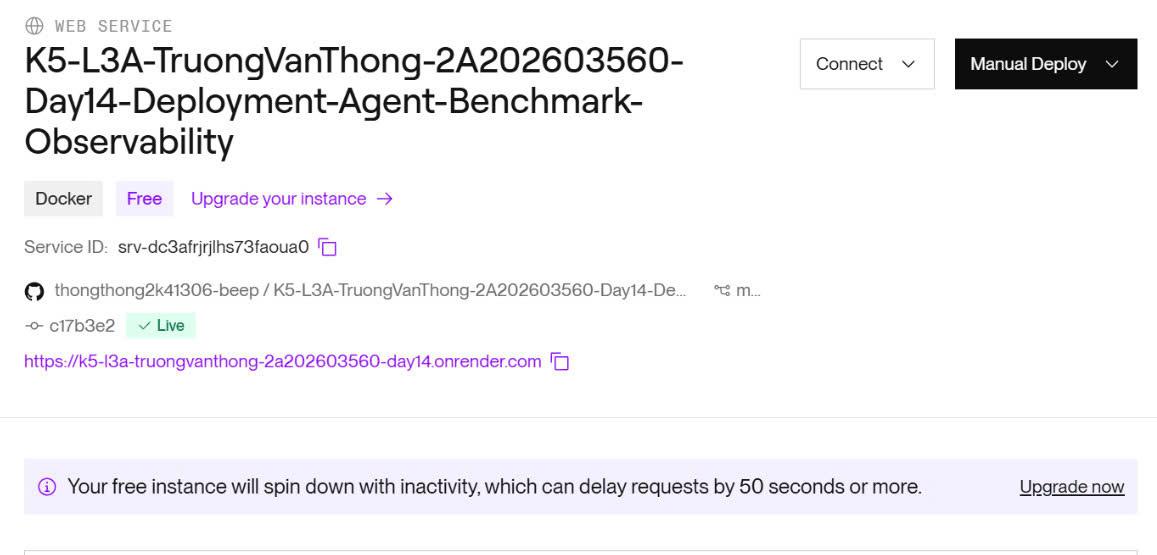 WEB SERVICE
K5-L3A-TruongVanThong-2A202603560-
Day14-Deployment-Agent-Benchmark-
Observability
Connect
Manual Deploy
Docker
Free
Upgrade your instance →
Service ID: srv-dc3afrjrjlhs73faoua0
thongthong2k41306-beep / K5-L3A-TruongVanThong-2A202603560-Day14-De... m...
c17b3e2 Live
https://k5-l3a-truongvanthong-2a202603560-day14.onrender.com
Your free instance will spin down with inactivity, which can delay requests by 50 seconds or more.
Upgrade now